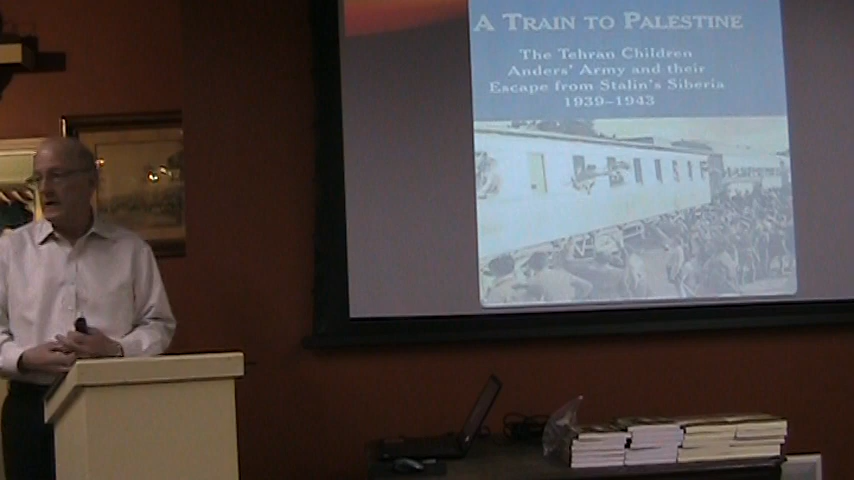 A Train to Palestine
The Tehran Children
Anders' Army and their
Escape from Stalin's Siberia
1939–1943